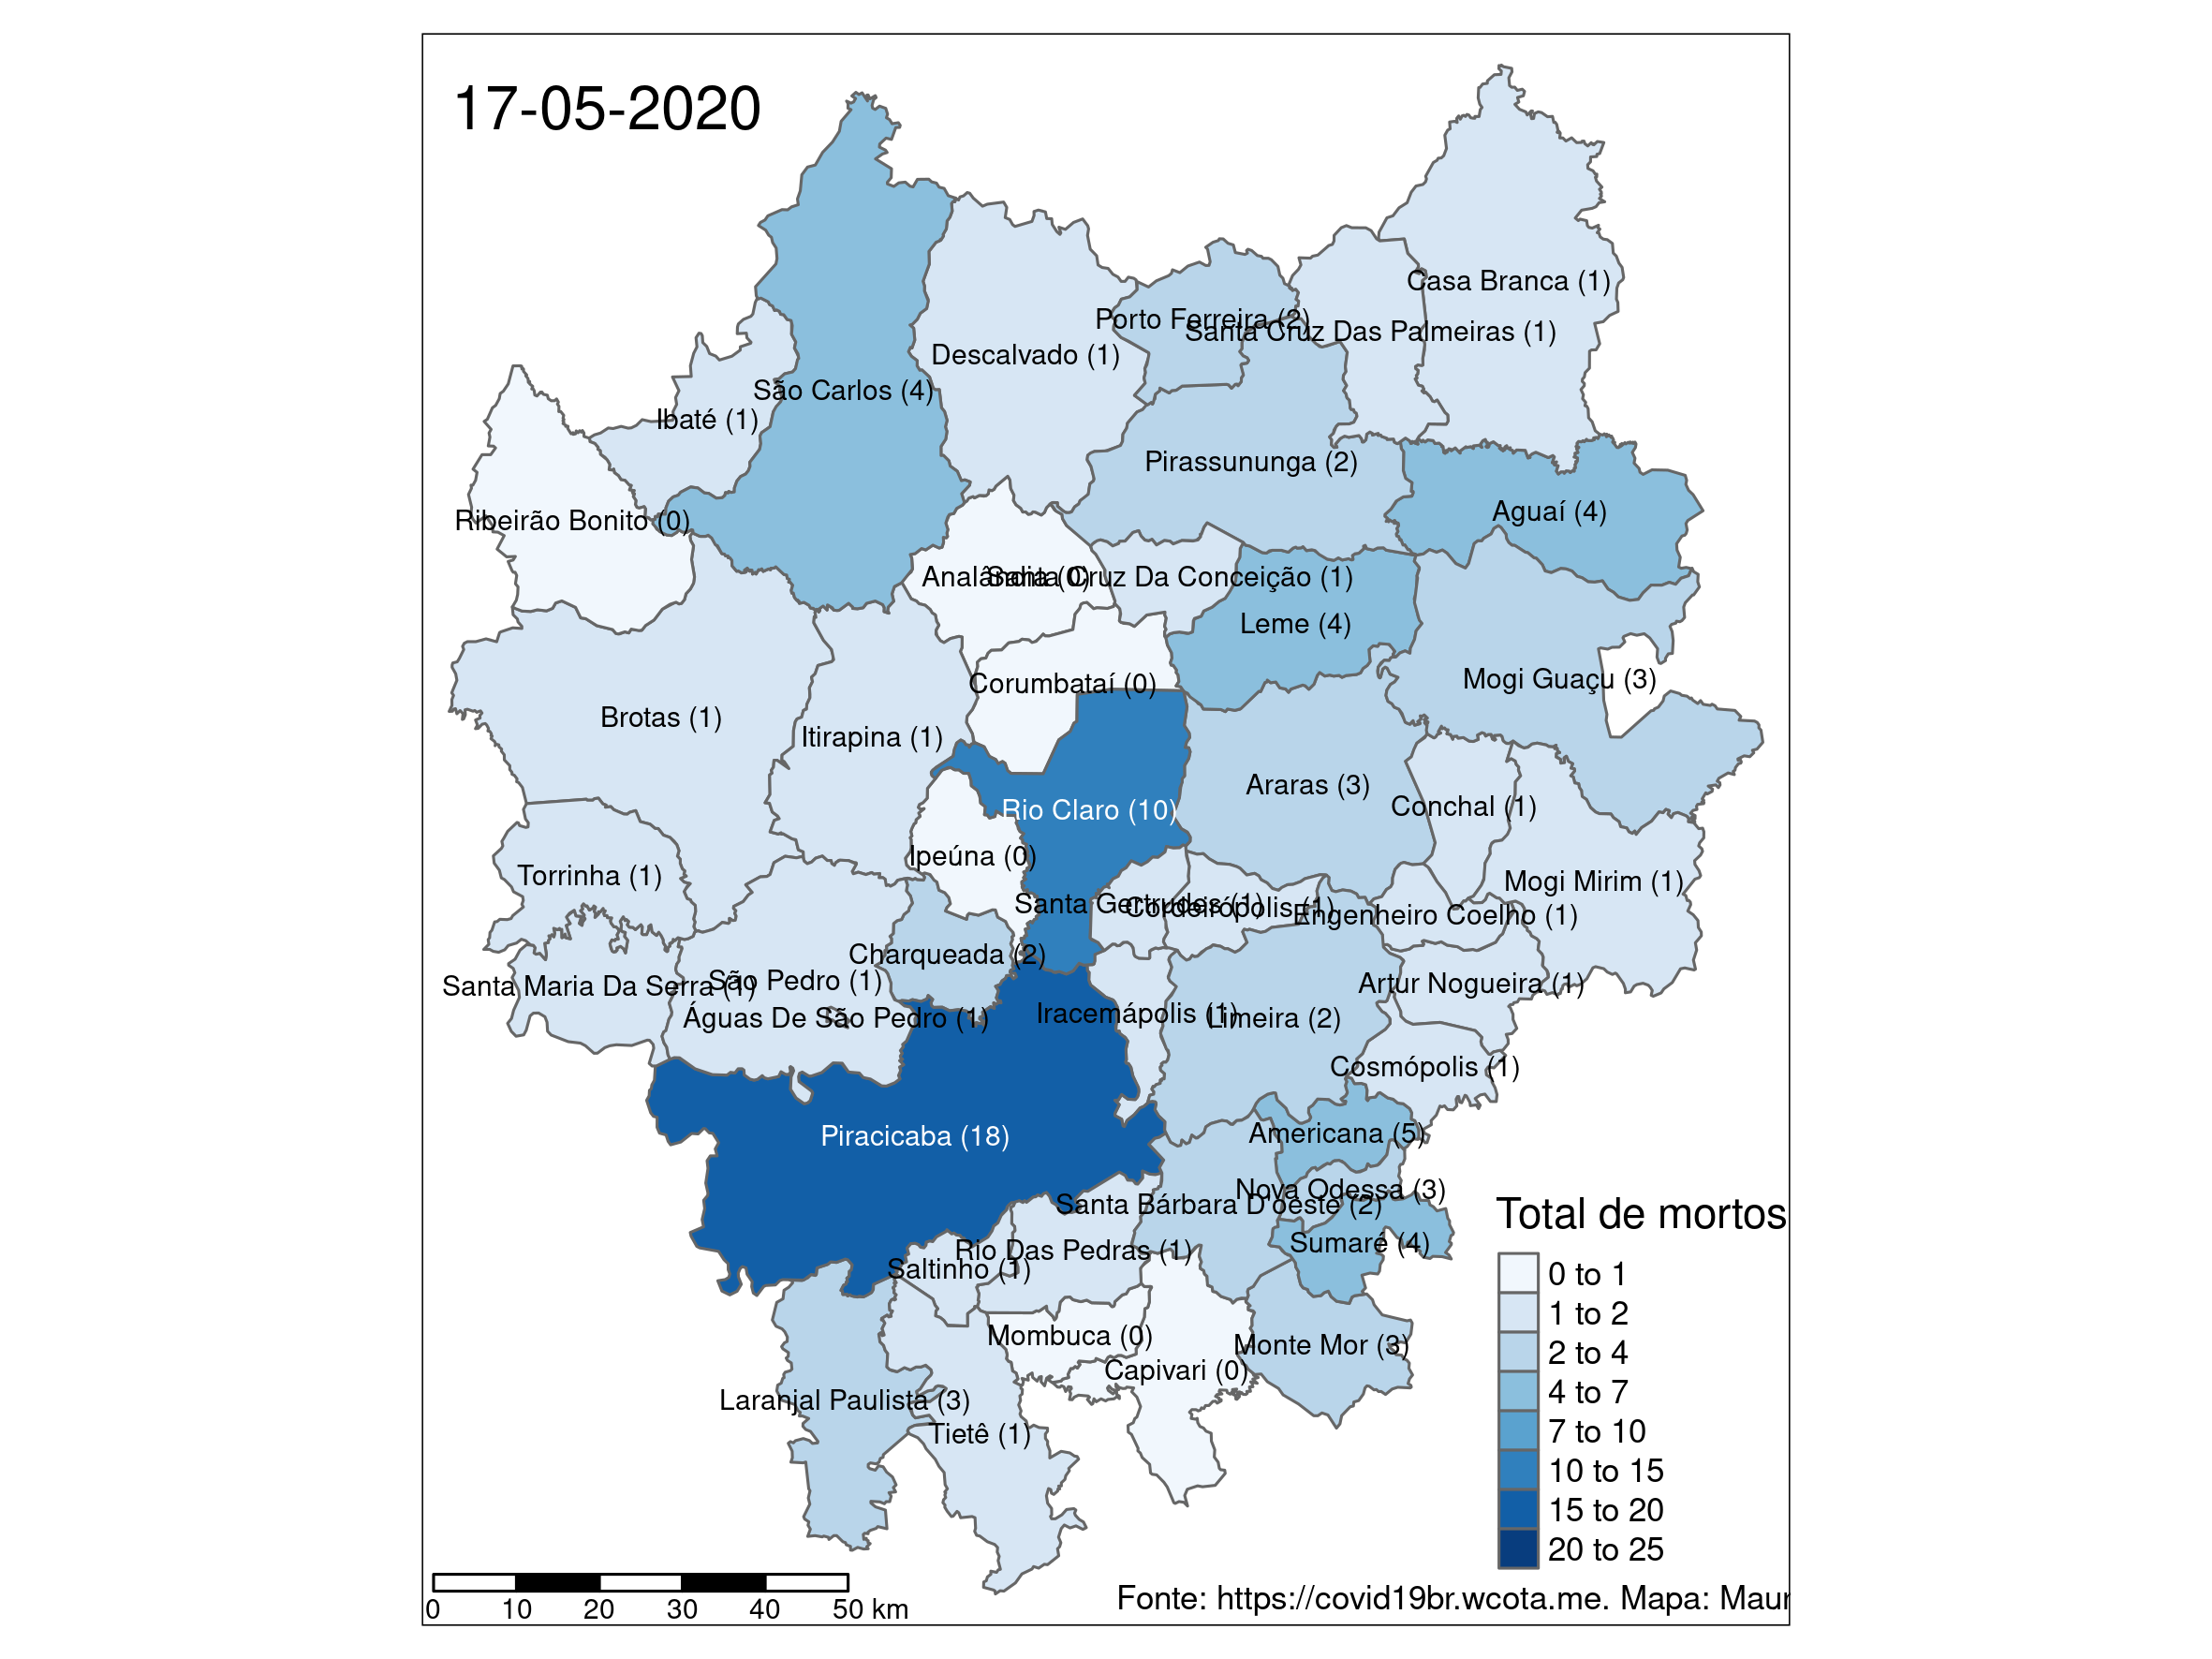 17-05-2020
Casa Branca (1)
Porto Ferreira (2)
Santa Cruz Das Palmeiras (1)
Descalvado (1)
São Carlos (4)
Ibaté (1)
Pirassununga (2)
Aguaí (4)
Ribeirão Bonito (0)
Analândia (0)
Santa Cruz Da Conceição (1)
Leme (4)
Mogi Guaçu (3)
Corumbataí (0)
Brotas (1)
Itirapina (1)
Araras (3)
Conchal (1)
Rio Claro (10)
Ipeúna (0)
Torrinha (1)
Mogi Mirim (1)
Santa Gertrudes (1)
Cordeirópolis (1)
Engenheiro Coelho (1)
Charqueada (2)
São Pedro (1)
Santa Maria Da Serra (1)
Artur Nogueira (1)
Águas De São Pedro (1)
Iracemápolis (1)
Limeira (2)
Cosmópolis (1)
Piracicaba (18)
Americana (5)
Nova Odessa (3)
Santa Bárbara D'oeste (2)
Sumaré (4)
Rio Das Pedras (1)
Saltinho (1)
Mombuca (0)
Monte Mor (3)
Capivari (0)
Laranjal Paulista (3)
Tietê (1)
Total de mortos
0 to 1
1 to 2
2 to 4
4 to 7
7 to 10
10 to 15
15 to 20
20 to 25
0 10 20 30 40 50 km
Fonte: https://covid19br.wcota.me. Mapa: Maur